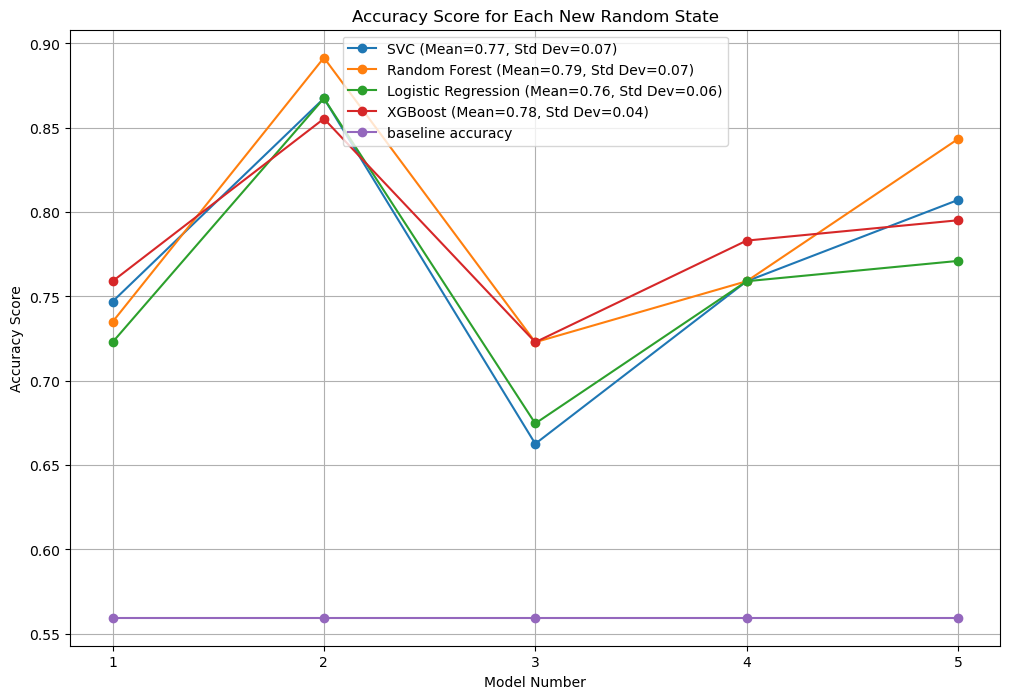 Accuracy Score for Each New Random State
SVC (Mean=0.77, Std Dev=0.07)
Random Forest (Mean=0.79, Std Dev=0.07)
Logistic Regression (Mean=0.76, Std Dev=0.06)
XGBoost (Mean=0.78, Std Dev=0.04)
baseline accuracy
Accuracy Score
0.90
0.85
0.80
0.75
0.70
0.65
0.60
0.55
1 2 3 4 5
Model Number